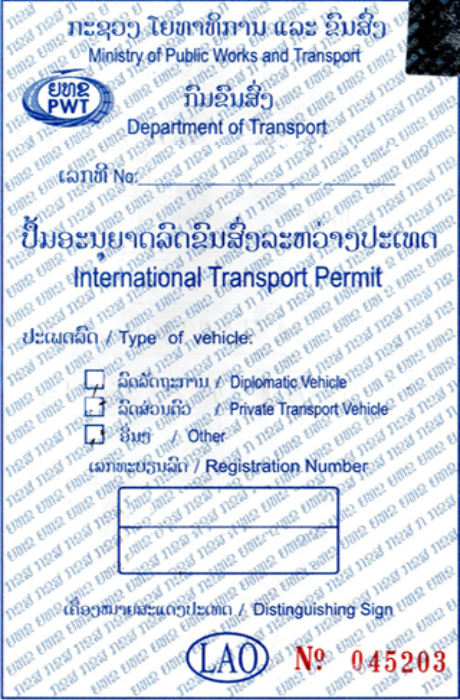 ກະຊວງ ໂຍທາທິການ ແລະ ຂົນສົ່ງ
Ministry of Public Works and Transport
ຍທຂ
PWT
ກົມຂົນສົ່ງ
Department of Transport
ເລກທີ No:
ປຶ້ມອະນຸຍາດລົດຂົນສົ່ງລະຫວ່າງປະເທດ
International Transport Permit
ປະເພດລົດ / Type of vehicle:
ລົດລັດຖະການ / Diplomatic Vehicle
ລົດສ່ວນຕົວ / Private Transport Vehicle
ອື່ນໆ / Other
ເລກທະບຽນລົດ / Registration Number
ເຄື່ອງໝາຍສະແດງປະເທດ / Distinguishing Sign
LAO Nº 045203